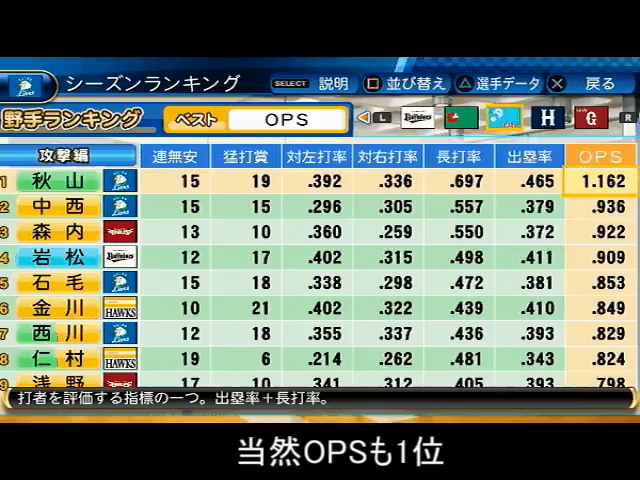 シーズンランキング SELECT 説明 並び替え 選手データ 戻る
野手ランキング ベスト OPS L Buffaloes H G R
攻撃編 連無安 猛打賞 対左打率 対右打率 長打率 出塁率 OPS
1 秋山 Lions 15 19 .392 .336 .697 .465 1.162
2 中西 Lions 15 15 .296 .305 .557 .379 .936
3 森内 13 10 .360 .259 .550 .372 .922
4 岩松 Buffaloes 12 17 .402 .315 .498 .411 .909
5 石毛 Lions 15 18 .338 .298 .472 .381 .853
6 金川 HAWKS 10 21 .402 .322 .439 .410 .849
7 西川 Lions 12 18 .355 .337 .436 .393 .829
8 仁村 HAWKS 19 6 .214 .262 .481 .343 .824
9 浅野 17 10 .341 .312 .405 .393 .798
打者を評価する指標の一つ。出塁率＋長打率。
当然OPSも1位